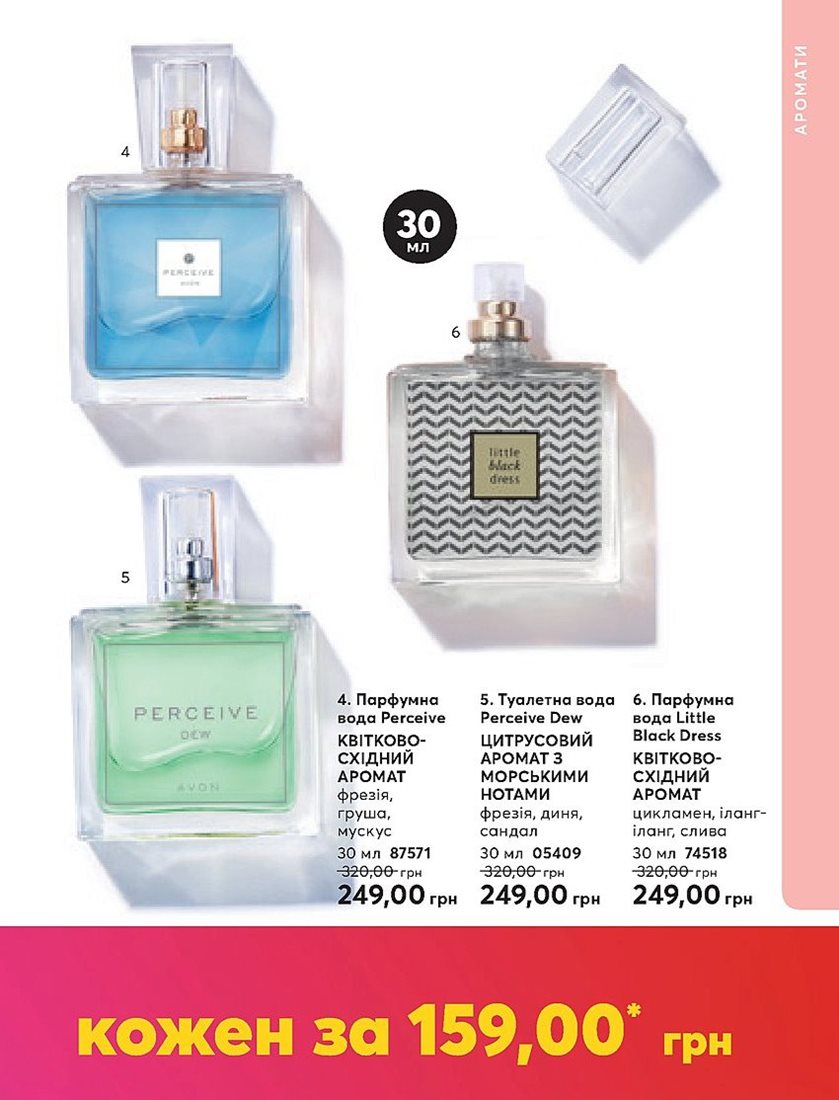 АРОМАТИ
4
PERCEIVE
AVON
30
МЛ
6
little
black
dress
5
PERCEIVE
DEW
AVON
4. Парфумна
вода Perceive
КВІТКОВО-
СХІДНИЙ
АРОМАТ
фрезія,
груша,
мускус
30 мл 87571
320,00 грн
249,00 грн
5. Туалетна вода
Perceive Dew
ЦИТРУСОВИЙ
АРОМАТ З
МОРСЬКИМИ
НОТАМИ
фрезія, диня,
сандал
30 мл 05409
320,00 грн
249,00 грн
6. Парфумна
вода Little
Black Dress
КВІТКОВО-
СХІДНИЙ
АРОМАТ
цикламен, іланг-
іланг, слива
30 мл 74518
320,00 грн
249,00 грн
кожен за 159,00* грн